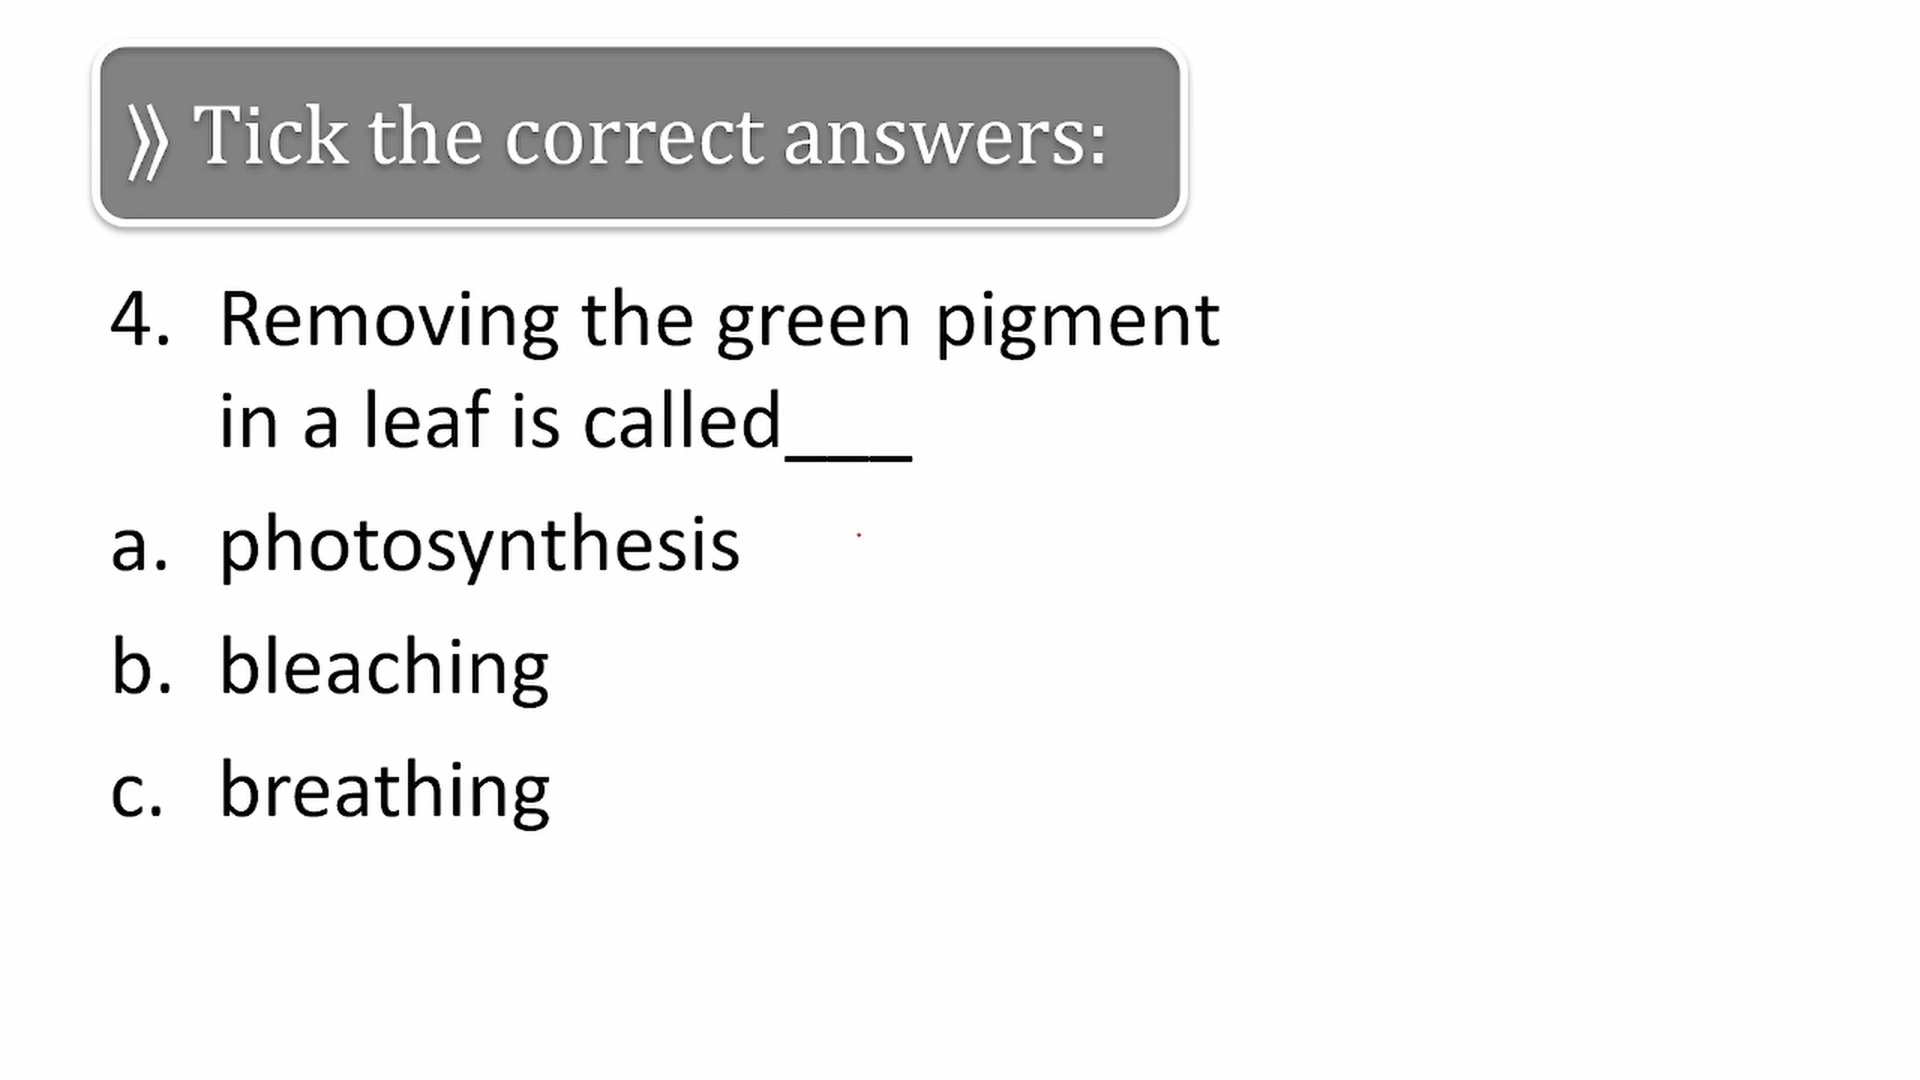 ⟫ Tick the correct answers:
4. Removing the green pigment
in a leaf is called___
a. photosynthesis
b. bleaching
c. breathing